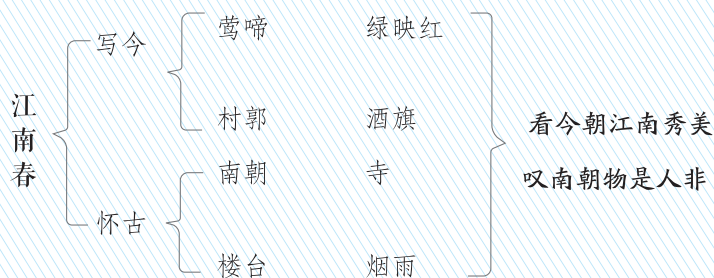 江南春
写今
莺啼 绿映红
村郭 酒旗
怀古
南朝 寺
楼台 烟雨
看今朝江南秀美
叹南朝物是人非